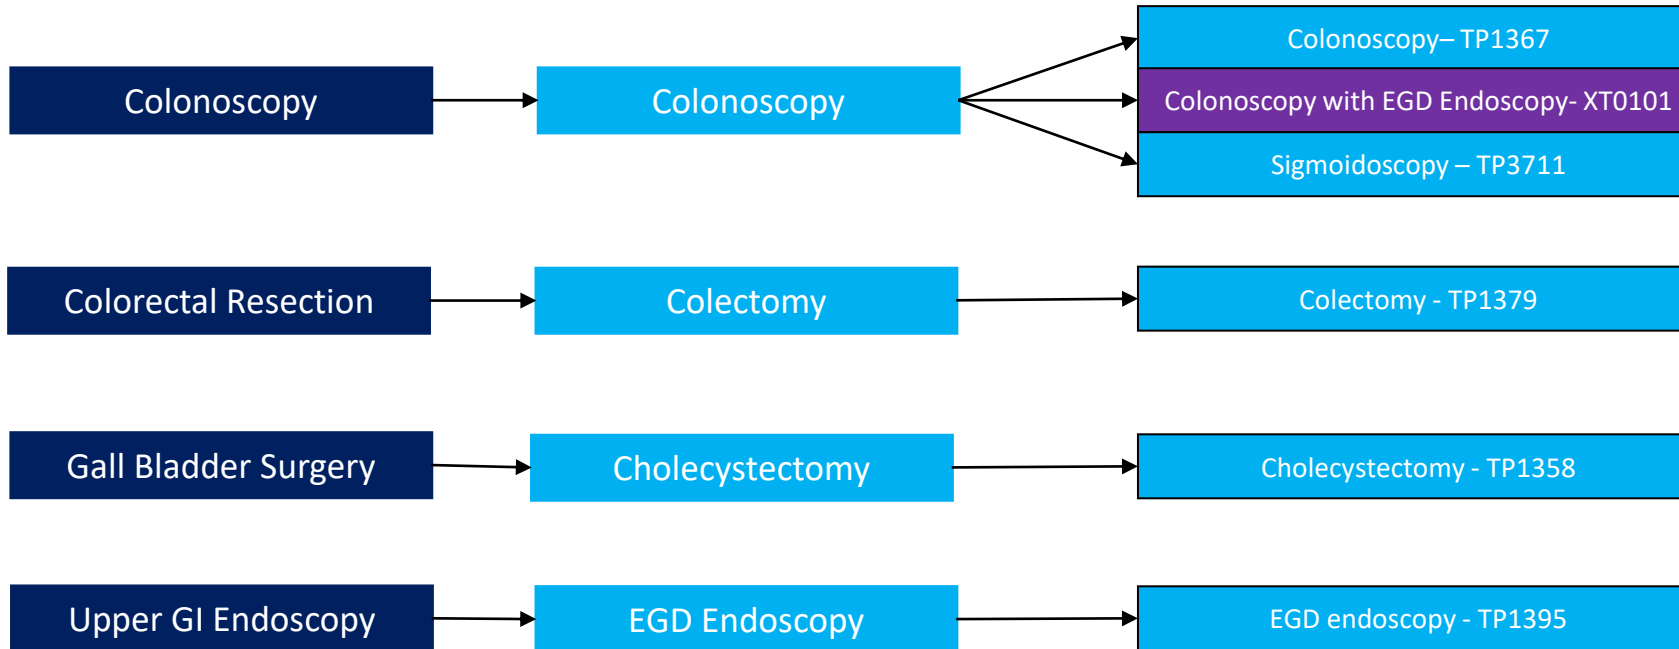 Colonoscopy
Colonoscopy
Colonoscopy– TP1367
Colonoscopy with EGD Endoscopy- XT0101
Sigmoidoscopy – TP3711
Colorectal Resection
Colectomy
Colectomy - TP1379
Gall Bladder Surgery
Cholecystectomy
Cholecystectomy - TP1358
Upper GI Endoscopy
EGD Endoscopy
EGD endoscopy - TP1395